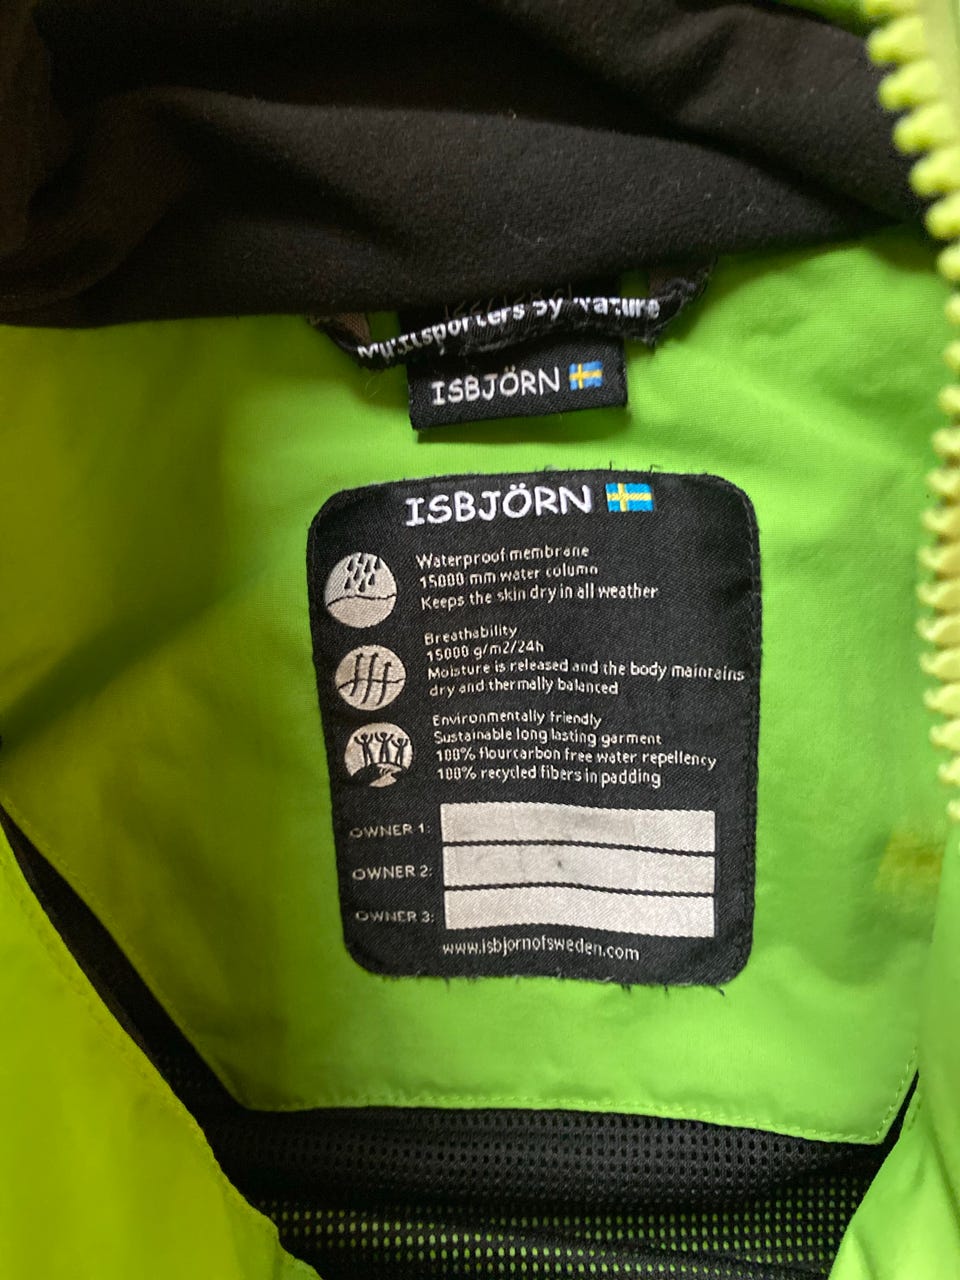 By Nature
ISBJÖRN
ISBJÖRN
Waterproof membrane
15000 mm water column
Keeps the skin dry in all weather
Breathability
15000 g/m2/24h
Moisture is released and the body maintains
dry and thermally balanced
Environmentally friendly
Sustainable long lasting garment
100% flourcarbon free water repellency
100% recycled fibers in padding
OWNER 1:
OWNER 2:
OWNER 3:
www.isbjornofsweden.com